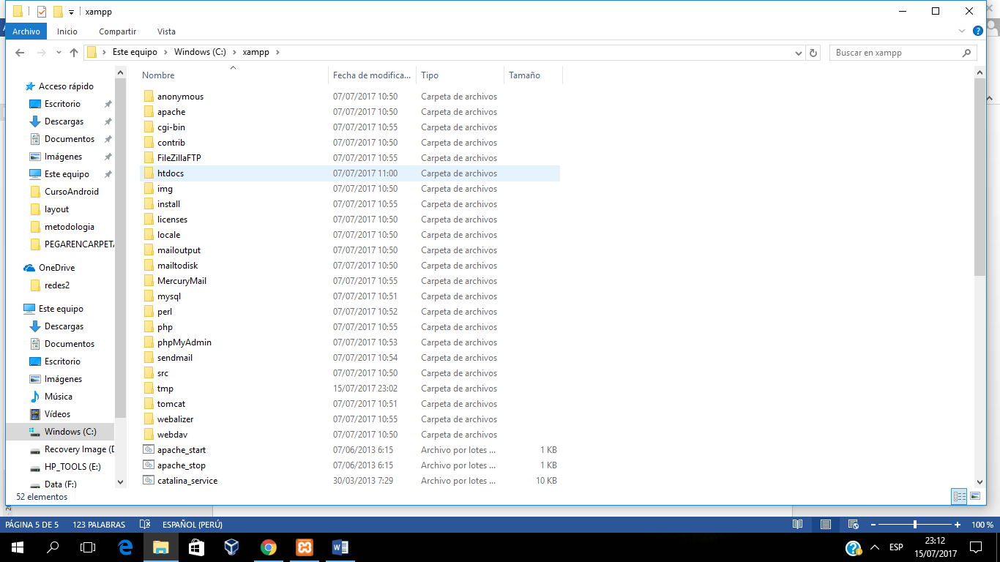 xampp
Archivo Inicio Compartir Vista
Este equipo Windows (C:) xampp
Buscar en xampp
Acceso rápido
Escritorio
Descargas
Documentos
Imágenes
Este equipo
CursoAndroid
layout
metodologia
PEGARENCARPETA
OneDrive
redes2
Este equipo
Descargas
Documentos
Escritorio
Imágenes
Música
Vídeos
Windows (C:)
Recovery Image (D
HP_TOOLS (E:)
Data (F:)
Nombre Fecha de modifica... Tipo Tamaño
anonymous 07/07/2017 10:50 Carpeta de archivos
apache 07/07/2017 10:50 Carpeta de archivos
cgi-bin 07/07/2017 10:55 Carpeta de archivos
contrib 07/07/2017 10:50 Carpeta de archivos
FileZillaFTP 07/07/2017 10:55 Carpeta de archivos
htdocs 07/07/2017 11:00 Carpeta de archivos
img 07/07/2017 10:50 Carpeta de archivos
install 07/07/2017 10:55 Carpeta de archivos
licenses 07/07/2017 10:50 Carpeta de archivos
locale 07/07/2017 10:50 Carpeta de archivos
mailoutput 07/07/2017 10:50 Carpeta de archivos
mailtodisk 07/07/2017 10:50 Carpeta de archivos
MercuryMail 07/07/2017 10:55 Carpeta de archivos
mysql 07/07/2017 10:51 Carpeta de archivos
perl 07/07/2017 10:52 Carpeta de archivos
php 07/07/2017 10:55 Carpeta de archivos
phpMyAdmin 07/07/2017 10:53 Carpeta de archivos
sendmail 07/07/2017 10:54 Carpeta de archivos
src 07/07/2017 10:50 Carpeta de archivos
tmp 15/07/2017 23:02 Carpeta de archivos
tomcat 07/07/2017 10:51 Carpeta de archivos
webalizer 07/07/2017 10:55 Carpeta de archivos
webdav 07/07/2017 10:50 Carpeta de archivos
apache_start 07/06/2013 6:15 Archivo por lotes ... 1 KB
apache_stop 07/06/2013 6:15 Archivo por lotes ... 1 KB
catalina_service 30/03/2013 7:29 Archivo por lotes ... 10 KB
52 elementos
PÁGINA 5 DE 5 123 PALABRAS ESPAÑOL (PERÚ) 100 %
ESP
23:12
15/07/2017